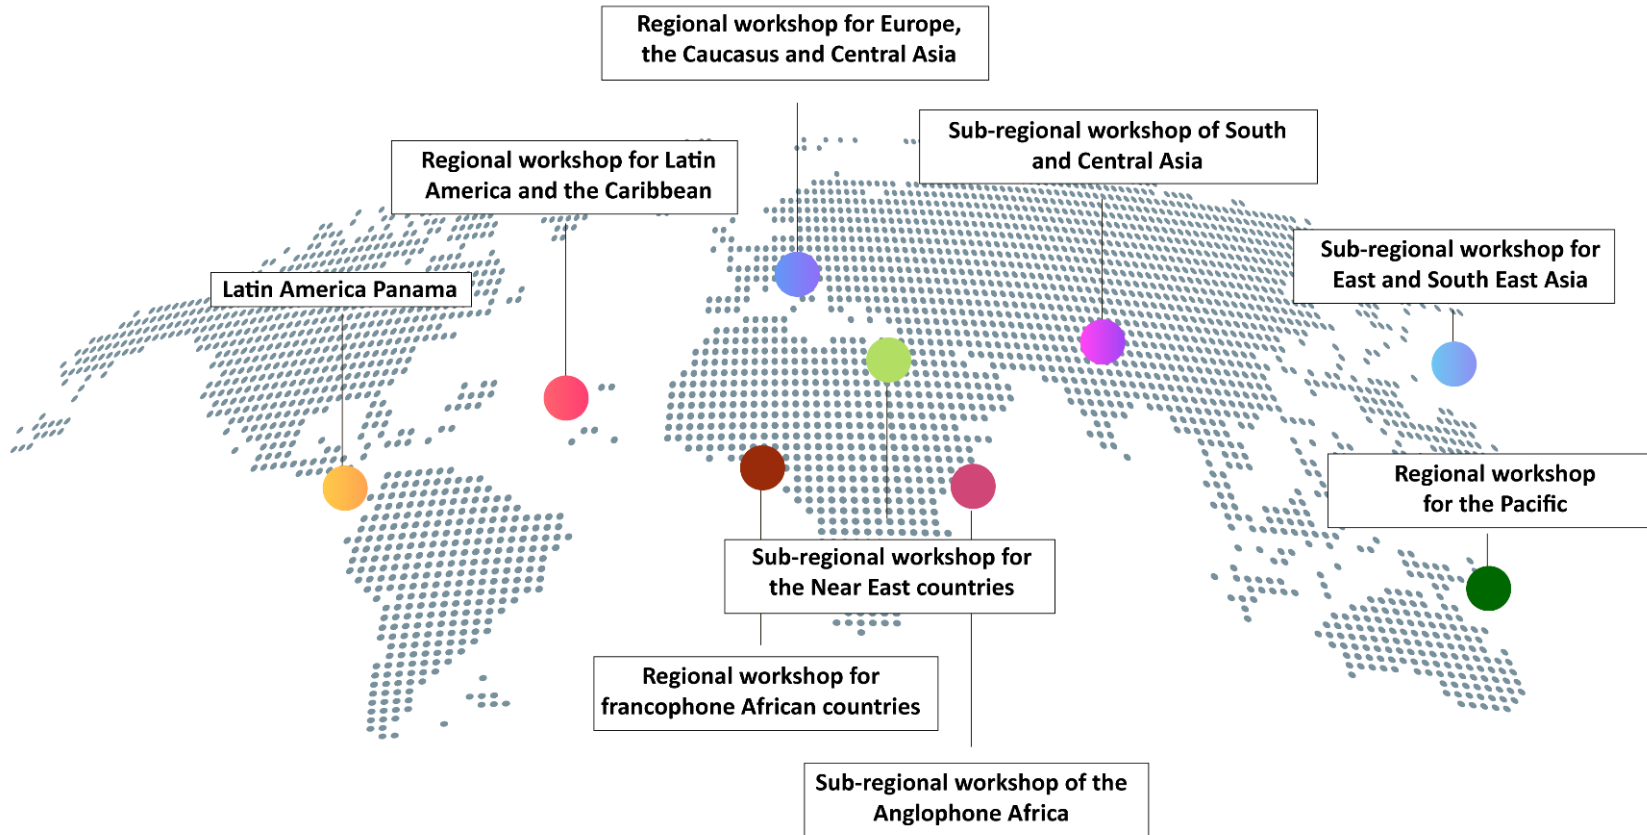 Regional workshop for Europe,
the Caucasus and Central Asia
Sub-regional workshop of South
and Central Asia
Regional workshop for Latin
America and the Caribbean
Sub-regional workshop for
East and South East Asia
Latin America Panama
Regional workshop
for the Pacific
Sub-regional workshop for
the Near East countries
Regional workshop for
francophone African countries
Sub-regional workshop of the
Anglophone Africa